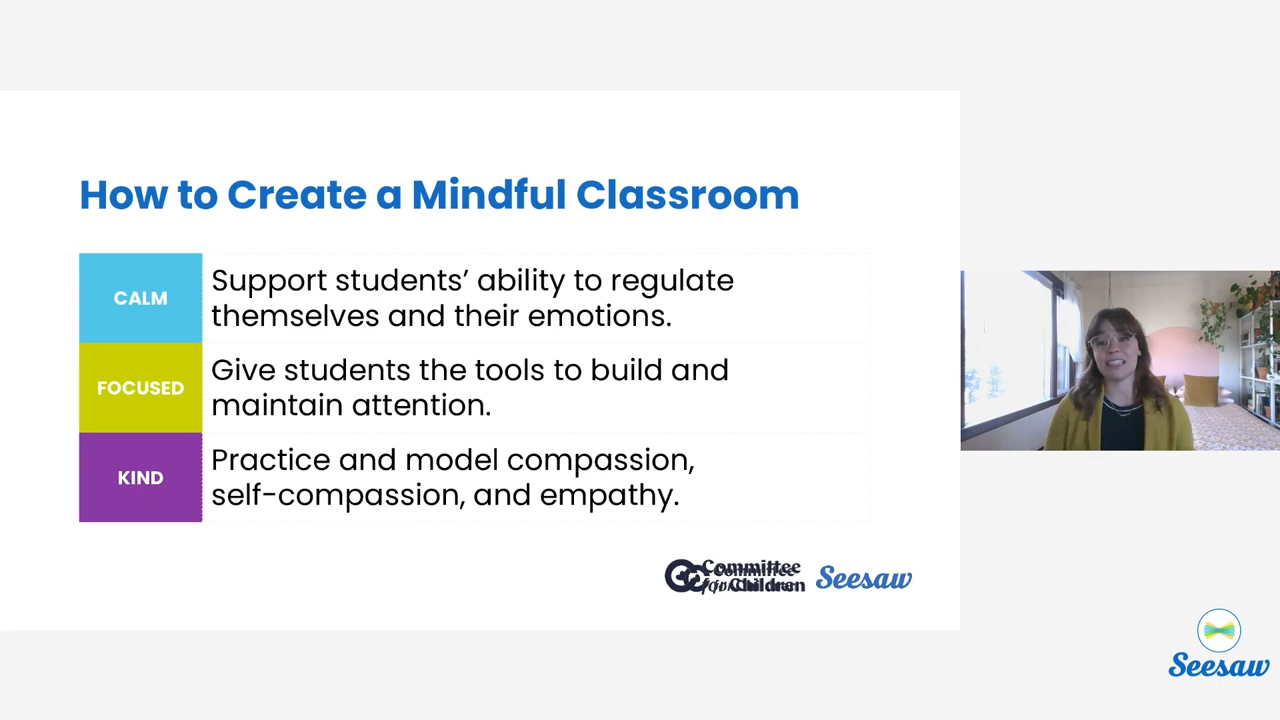 How to Create a Mindful Classroom
CALM
Support students’ ability to regulate
themselves and their emotions.
FOCUSED
Give students the tools to build and
maintain attention.
KIND
Practice and model compassion,
self-compassion, and empathy.
Committee
for Children
Seesaw
Seesaw